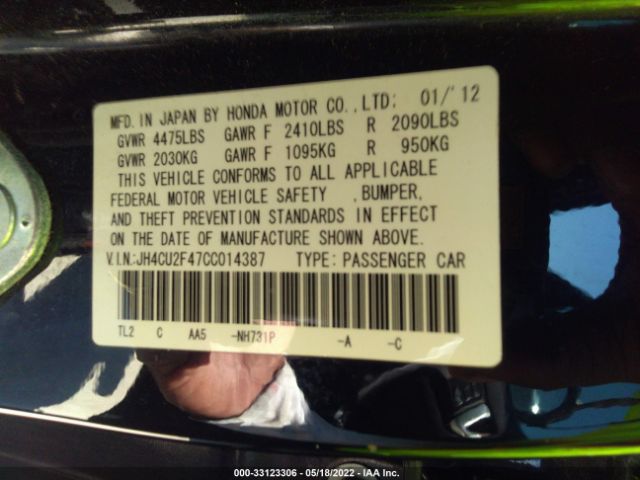 MFD. IN JAPAN BY HONDA MOTOR CO.,LTD: 01/'12
GVWR 4475LBS GAWR F 2410LBS R 2090LBS
GVWR 2030KG GAWR F 1095KG R 950KG
THIS VEHICLE CONFORMS TO ALL APPLICABLE
FEDERAL MOTOR VEHICLE SAFETY ,BUMPER,
AND THEFT PREVENTION STANDARDS IN EFFECT
ON THE DATE OF MANUFACTURE SHOWN ABOVE.
V.I.N:JH4CU2F47CC014387 TYPE: PASSENGER CAR
TL2 C AA5 -NH731P -A -C
000-33123306 - 05/18/2022 - IAA Inc.